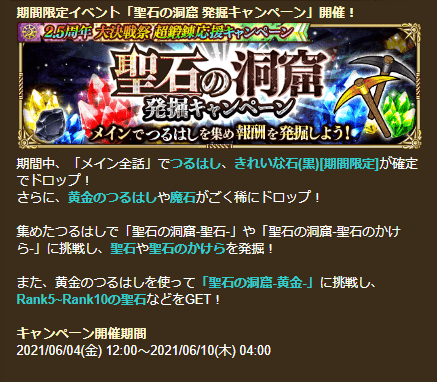 期間限定イベント「聖石の洞窟 発掘キャンペーン」開催！
2.5周年 大決戦祭 超鍛錬応援キャンペーン
聖石の洞窟
発掘キャンペーン
メインでつるはしを集め報酬を発掘しよう！
期間中、「メイン全話」でつるはし、きれいな石(黒)[期間限定]が確定
でドロップ！
さらに、黄金のつるはしや魔石がごく稀にドロップ！
集めたつるはしで「聖石の洞窟-聖石-」や「聖石の洞窟-聖石のかけ
ら-」に挑戦し、聖石や聖石のかけらを発掘！
また、黄金のつるはしを使って「聖石の洞窟-黄金-」に挑戦し、
Rank5~Rank10の聖石などをGET！
キャンペーン開催期間
2021/06/04(金) 12:00～2021/06/10(木) 04:00